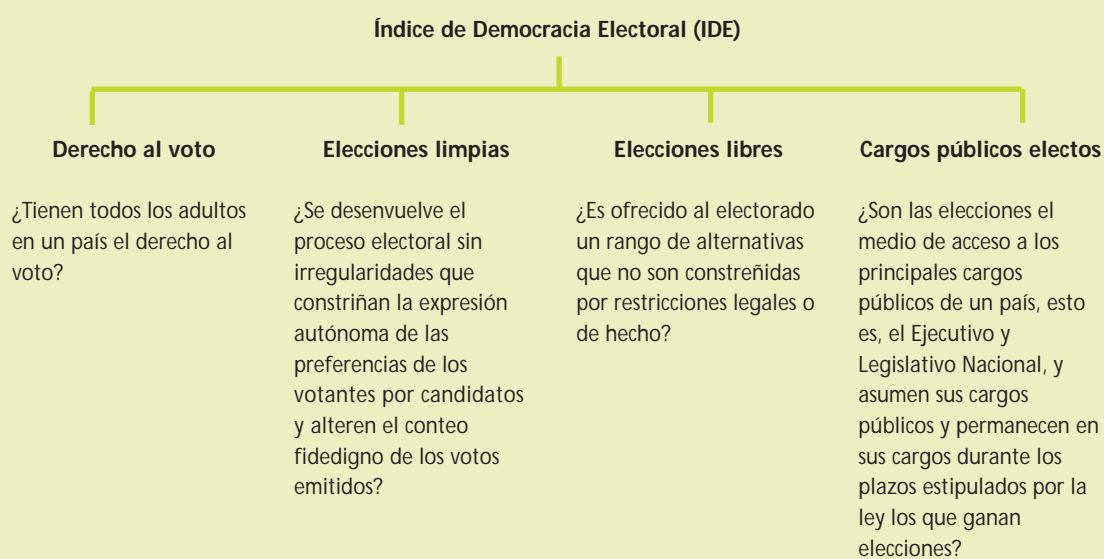 Índice de Democracia Electoral (IDE)
Derecho al voto
¿Tienen todos los adultos
en un país el derecho al
voto?
Elecciones limpias
¿Se desenvuelve el
proceso electoral sin
irregularidades que
constriñan la expresión
autónoma de las
preferencias de los
votantes por candidatos
y alteren el conteo
fidedigno de los votos
emitidos?
Elecciones libres
¿Es ofrecido al electorado
un rango de alternativas
que no son constreñidas
por restricciones legales o
de hecho?
Cargos públicos electos
¿Son las elecciones el
medio de acceso a los
principales cargos
públicos de un país, esto
es, el Ejecutivo y
Legislativo Nacional, y
asumen sus cargos
públicos y permanecen en
sus cargos durante los
plazos estipulados por la
ley los que ganan
elecciones?